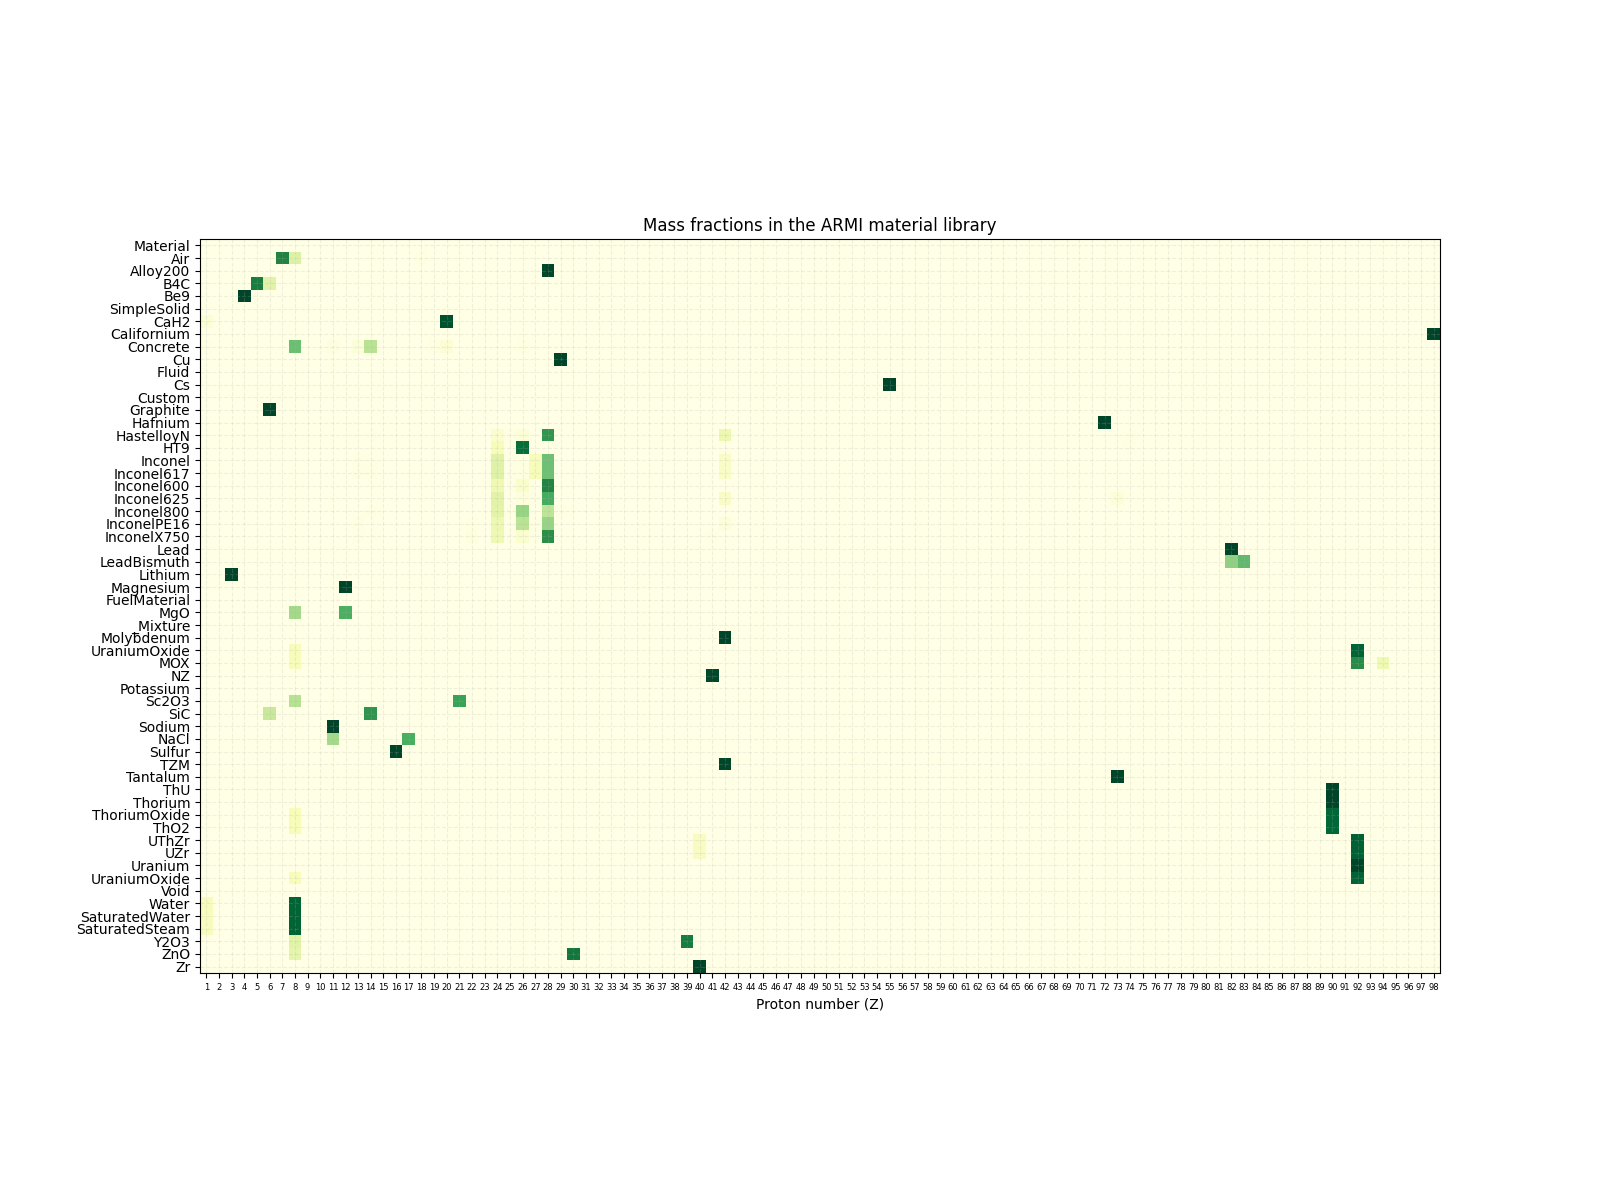 Mass fractions in the ARMI material library
Material
Air
Alloy200
B4C
Be9
SimpleSolid
CaH2
Californium
Concrete
Cu
Fluid
Cs
Custom
Graphite
Hafnium
HastelloyN
HT9
Inconel
Inconel617
Inconel600
Inconel625
Inconel800
InconelPE16
InconelX750
Lead
LeadBismuth
Lithium
Magnesium
FuelMaterial
MgO
Mixture
Molybdenum
UraniumOxide
MOX
NZ
Potassium
Sc2O3
SiC
Sodium
NaCl
Sulfur
TZM
Tantalum
ThU
Thorium
ThoriumOxide
ThO2
UThZr
UZr
Uranium
UraniumOxide
Void
Water
SaturatedWater
SaturatedSteam
Y2O3
ZnO
Zr
1 2 3 4 5 6 7 8 9 10 11 12 13 14 15 16 17 18 19 20 21 22 23 24 25 26 27 28 29 30 31 32 33 34 35 36 37 38 39 40 41 42 43 44 45 46 47 48 49 50 51 52 53 54 55 56 57 58 59 60 61 62 63 64 65 66 67 68 69 70 71 72 73 74 75 76 77 78 79 80 81 82 83 84 85 86 87 88 89 90 91 92 93 94 95 96 97 98
Proton number (Z)